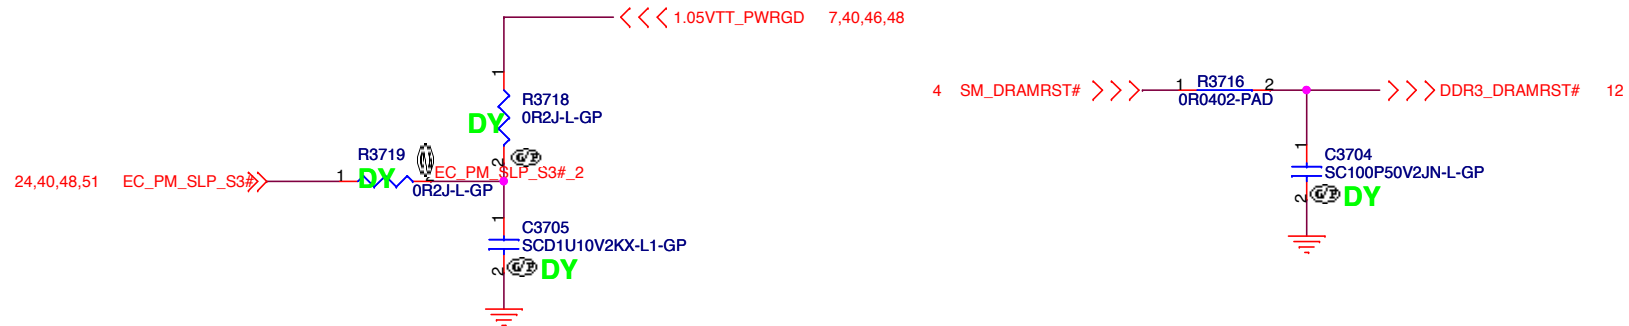 1.05VTT_PWRGD 7,40,46,48
1
R3718
0R2J-L-GP
DY
2
G/P
R3719
24,40,48,51 EC_PM_SLP_S3#
1
DY
2
EC_PM_SLP_S3#_2
0R2J-L-GP
1
C3705
SCD1U10V2KX-L1-GP
2
G/P
DY
4 SM_DRAMRST#
1
R3716
2
0R0402-PAD
DDR3_DRAMRST# 12
1
C3704
SC100P50V2JN-L-GP
2
G/P
DY